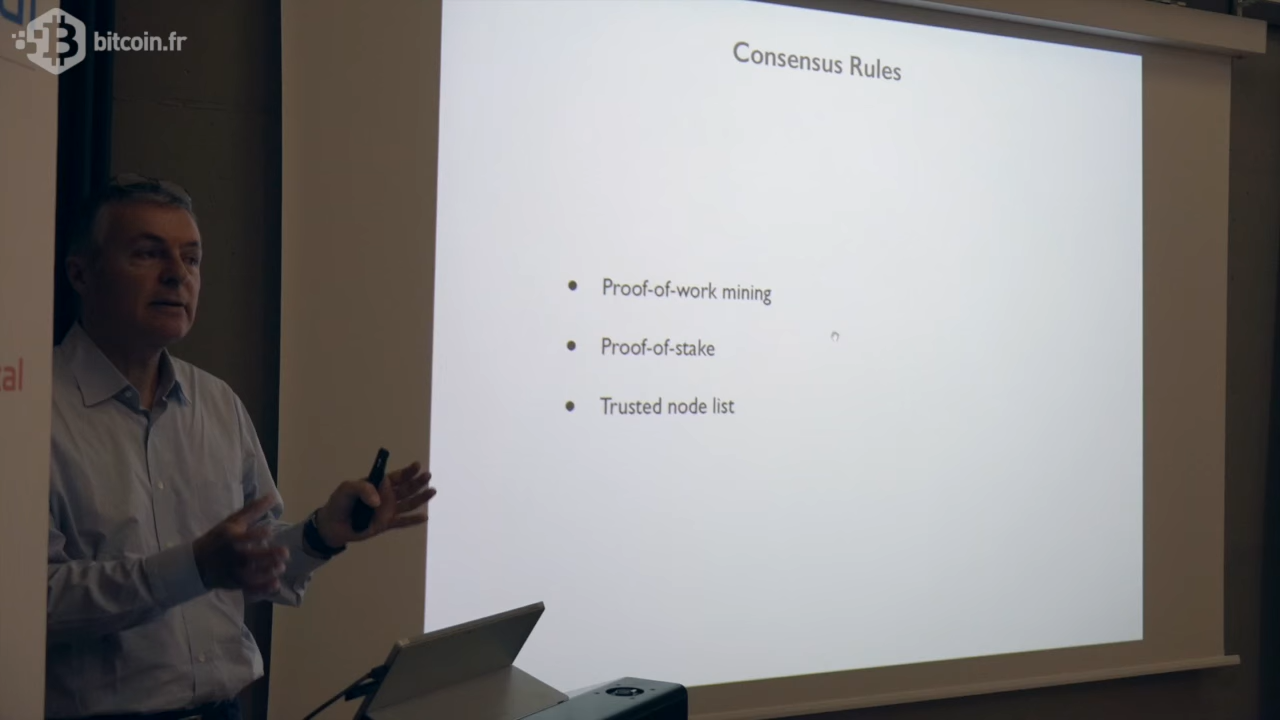 bitcoin.fr
Consensus Rules
Proof-of-work mining
Proof-of-stake
Trusted node list